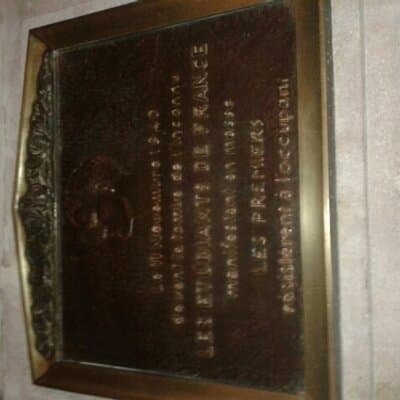 Le 11 Novembre 1940
devant la tombe de l'inconnu
LES ETUDIANTS DE FRANCE
manifestant en masse
LES PREMIERS
résistèrent à l'occupant